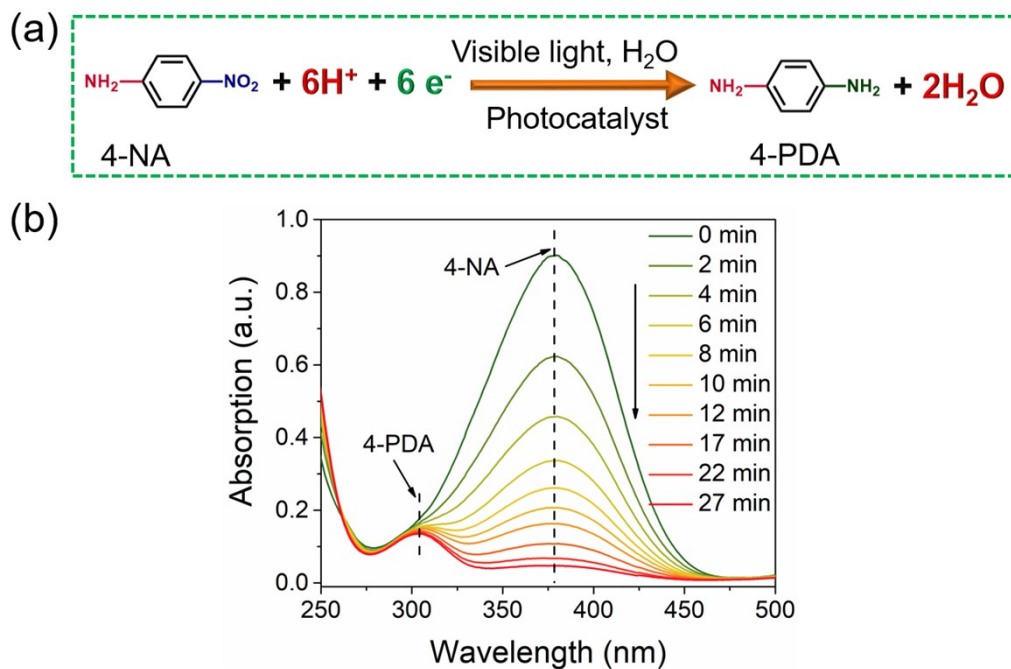 (a)
Visible light, H₂O
NH₂ NO₂ + 6H⁺ + 6 e⁻ NH₂ NH₂ + 2H₂O
Photocatalyst
4-NA 4-PDA
(b)
1.0
0.8
0.6
0.4
0.2
0.0
Absorption (a.u.)
4-NA
4-PDA
0 min
2 min
4 min
6 min
8 min
10 min
12 min
17 min
22 min
27 min
250 300 350 400 450 500
Wavelength (nm)